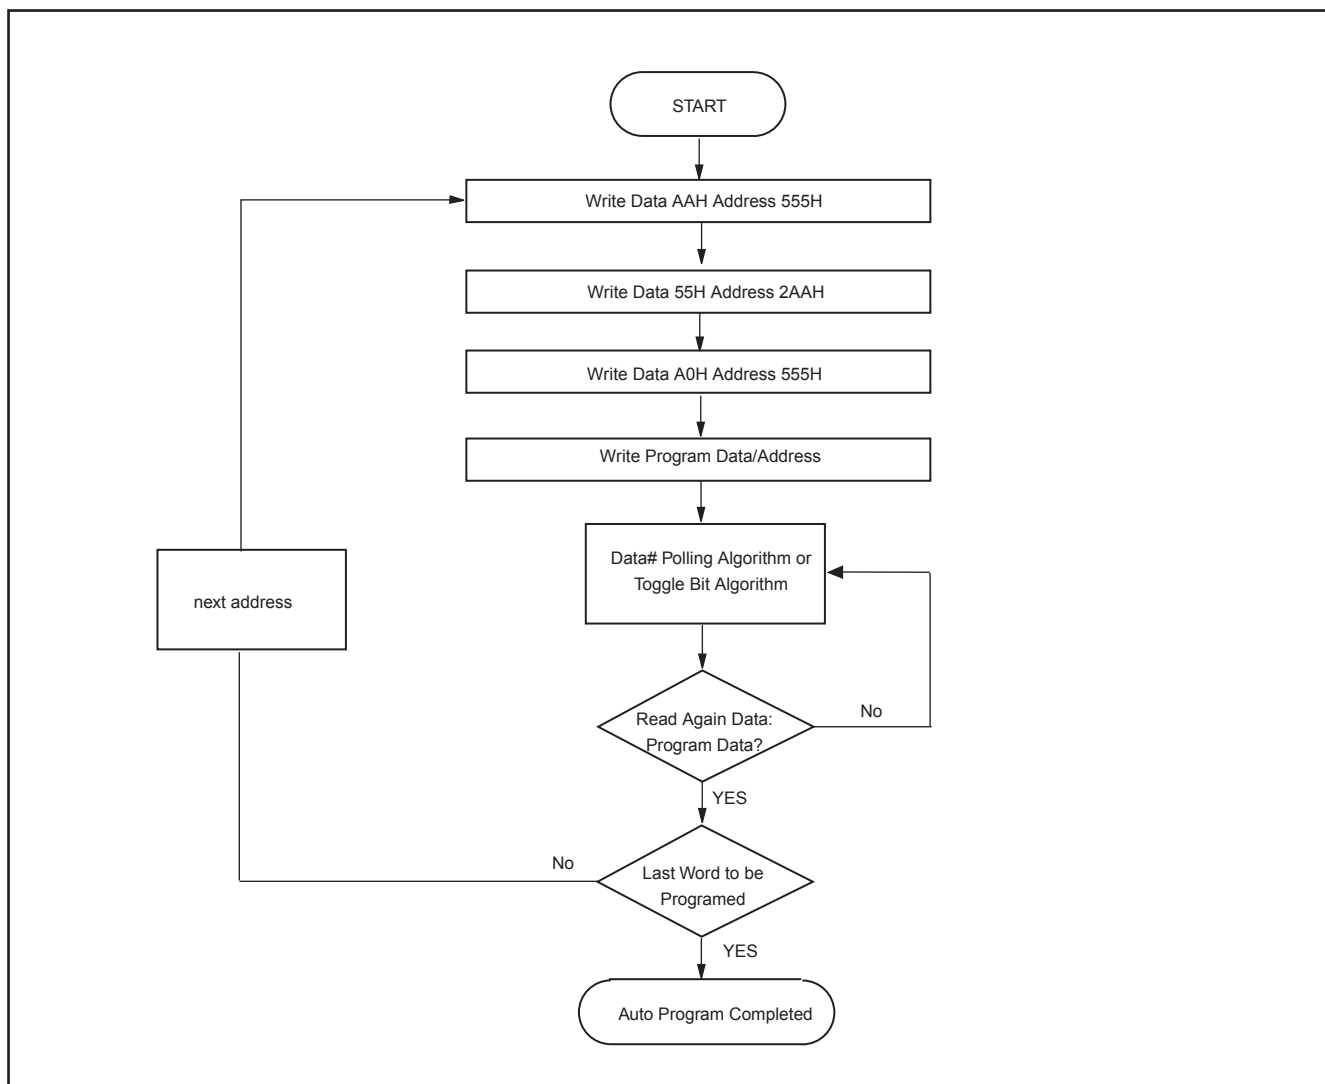 START
Write Data AAH Address 555H
Write Data 55H Address 2AAH
Write Data A0H Address 555H
Write Program Data/Address
Data# Polling Algorithm or
Toggle Bit Algorithm
next address
Read Again Data:
Program Data?
No
YES
No
Last Word to be
Programed
YES
Auto Program Completed